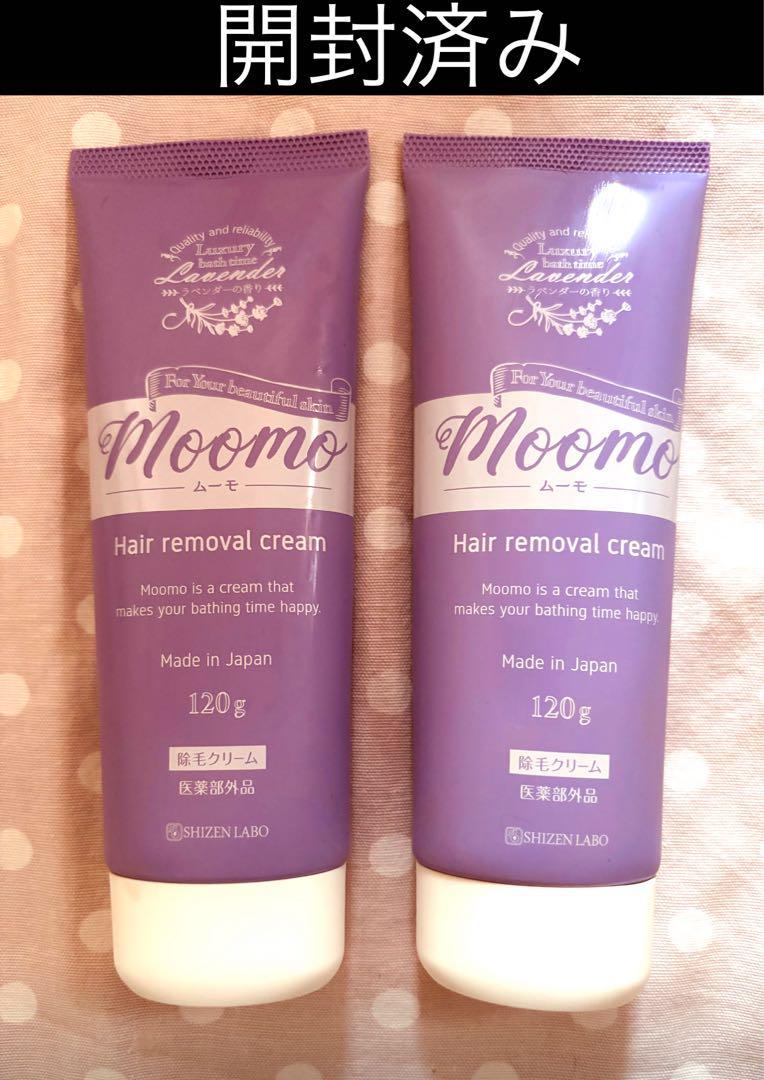 開封済み
Quality and reliability
Luxury
bath time
Lavender
ラベンダーの香り
For Your beautiful skin
Moomo
ムーモ
Hair removal cream
Moomo is a cream that
makes your bathing time happy.
Made in Japan
120g
除毛クリーム
医薬部外品
SHIZEN LABO
Quality and reliability
Luxury
bath time
Lavender
ラベンダーの香り
For Your beautiful skin
Moomo
ムーモ
Hair removal cream
Moomo is a cream that
makes your bathing time happy.
Made in Japan
120g
除毛クリーム
医薬部外品
SHIZEN LABO